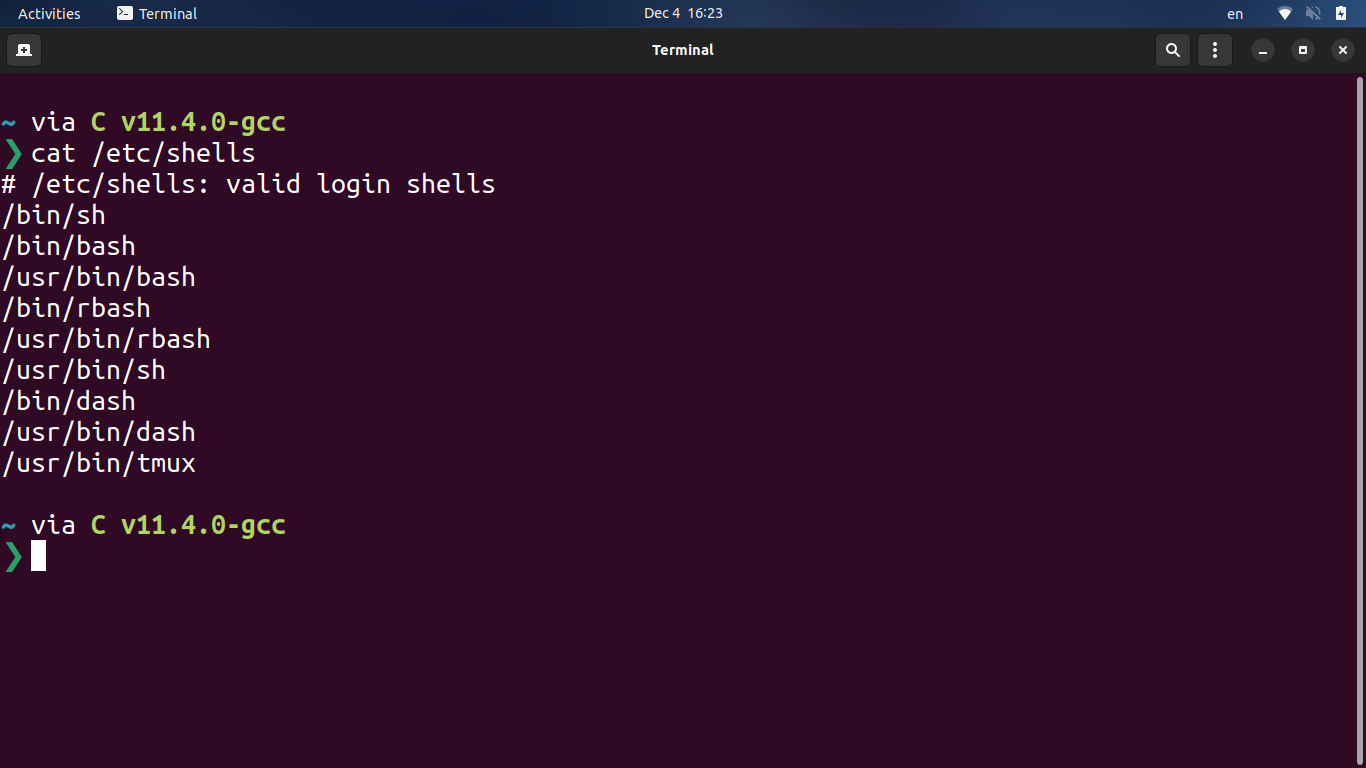 Activities Terminal Dec 4 16:23 en
Terminal
~ via C v11.4.0-gcc
❯ cat /etc/shells
# /etc/shells: valid login shells
/bin/sh
/bin/bash
/usr/bin/bash
/bin/rbash
/usr/bin/rbash
/usr/bin/sh
/bin/dash
/usr/bin/dash
/usr/bin/tmux
~ via C v11.4.0-gcc
❯